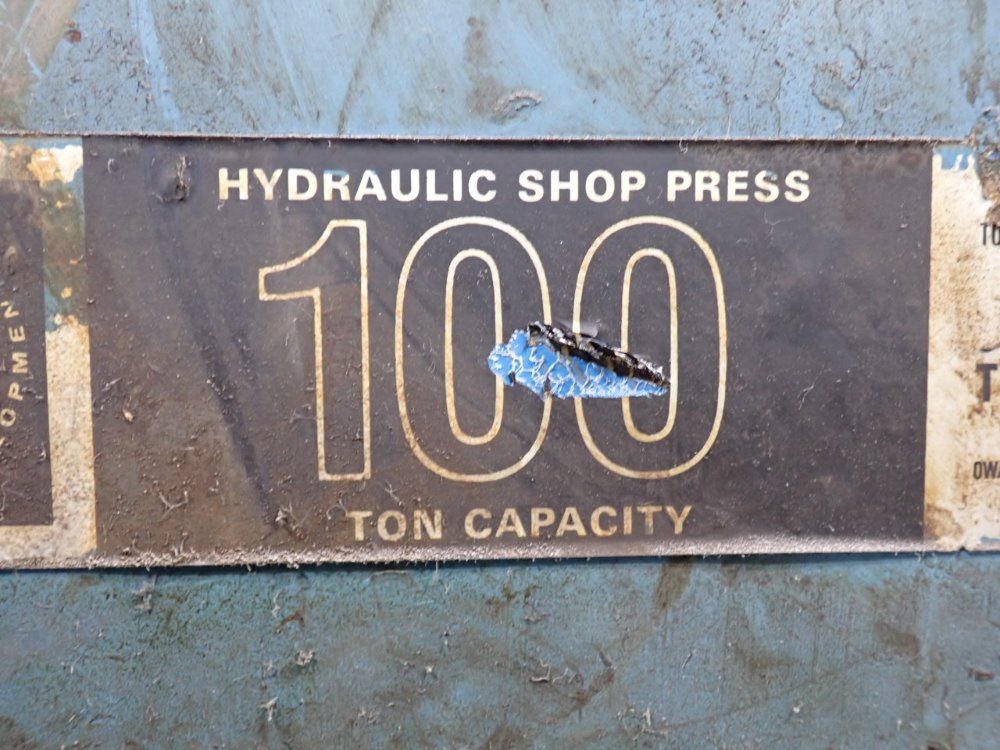 HYDRAULIC SHOP PRESS
100
TON CAPACITY